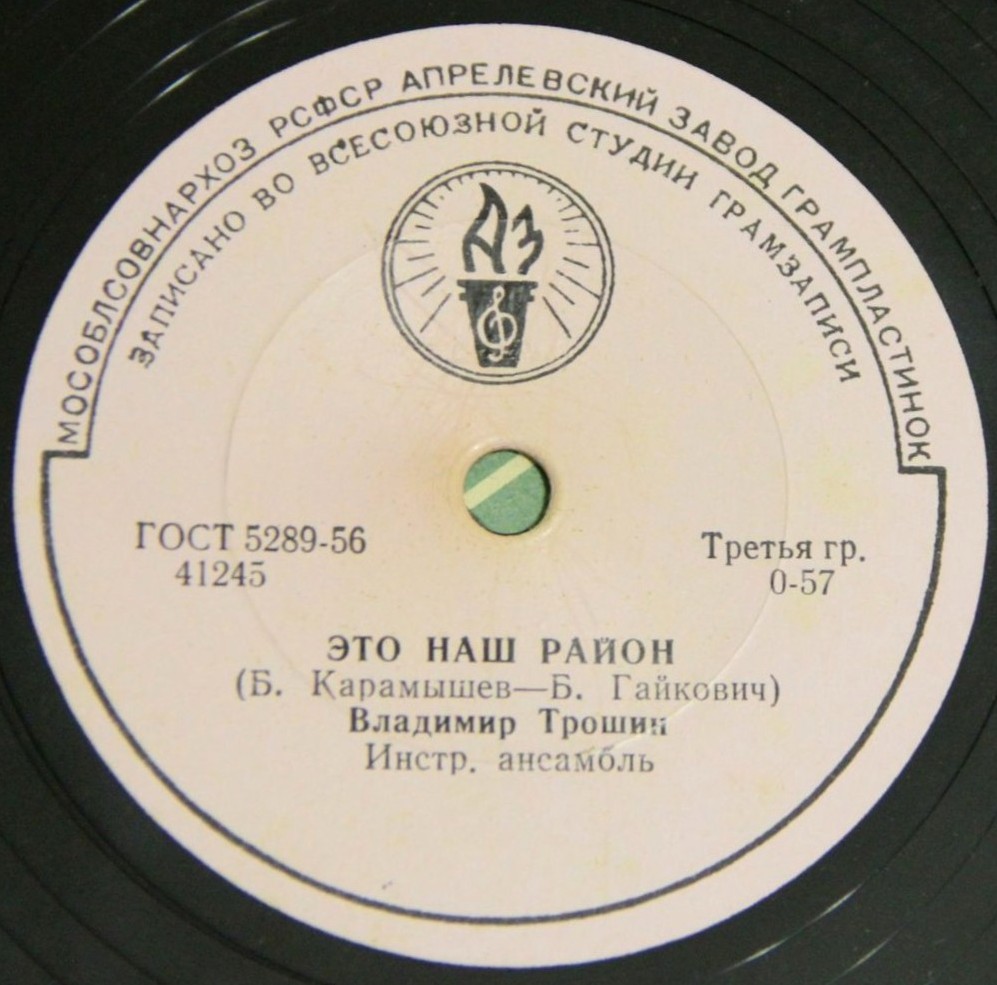 МОСОБЛСОВНАРХОЗ РСФСР АПРЕЛЕВСКИЙ ЗАВОД ГРАМПЛАСТИНОК
ЗАПИСАНО ВО ВСЕСОЮЗНОЙ СТУДИИ ГРАМЗАПИСИ
АЗ
ГОСТ 5289-56
41245
Третья гр.
0-57
ЭТО НАШ РАЙОН
(Б. Карамышев—Б. Гайкович)
Владимир Трошин
Инстр. ансамбль